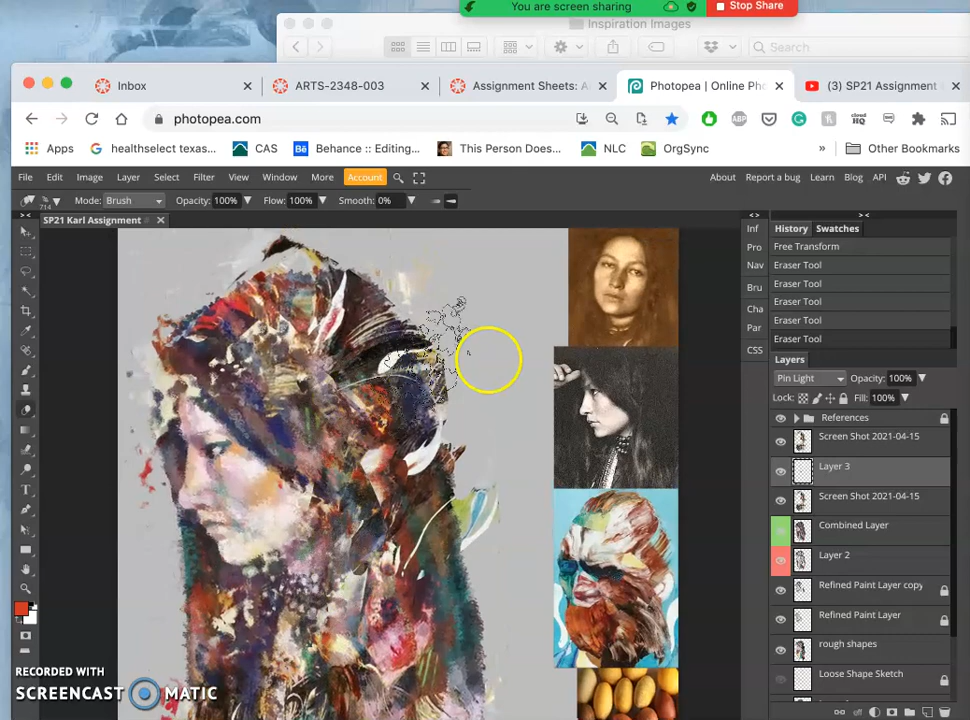 You are screen sharing
Stop Share
Inspiration Images
Search
Inbox
ARTS-2348-003
Assignment Sheets: A
Photopea | Online Pho
(3) SP21 Assignment
photopea.com
Apps
healthselect texas...
CAS
Behance :: Editing...
This Person Does...
NLC
OrgSync
»
Other Bookmarks
File Edit Image Layer Select Filter View Window More Account
About Report a bug Learn Blog API
714
Mode: Brush
Opacity: 100%
Flow: 100%
Smooth: 0%
SP21 Karl Assignment
Inf
Pro
Nav
Bru
Cha
Par
CSS
History Swatches
Free Transform
Eraser Tool
Eraser Tool
Eraser Tool
Eraser Tool
Eraser Tool
Layers
Pin Light
Opacity: 100%
Lock:
Fill: 100%
References
Screen Shot 2021-04-15
Layer 3
Screen Shot 2021-04-15
Combined Layer
Layer 2
Refined Paint Layer copy
Refined Paint Layer
rough shapes
Loose Shape Sketch
RECORDED WITH
SCREENCAST MATIC